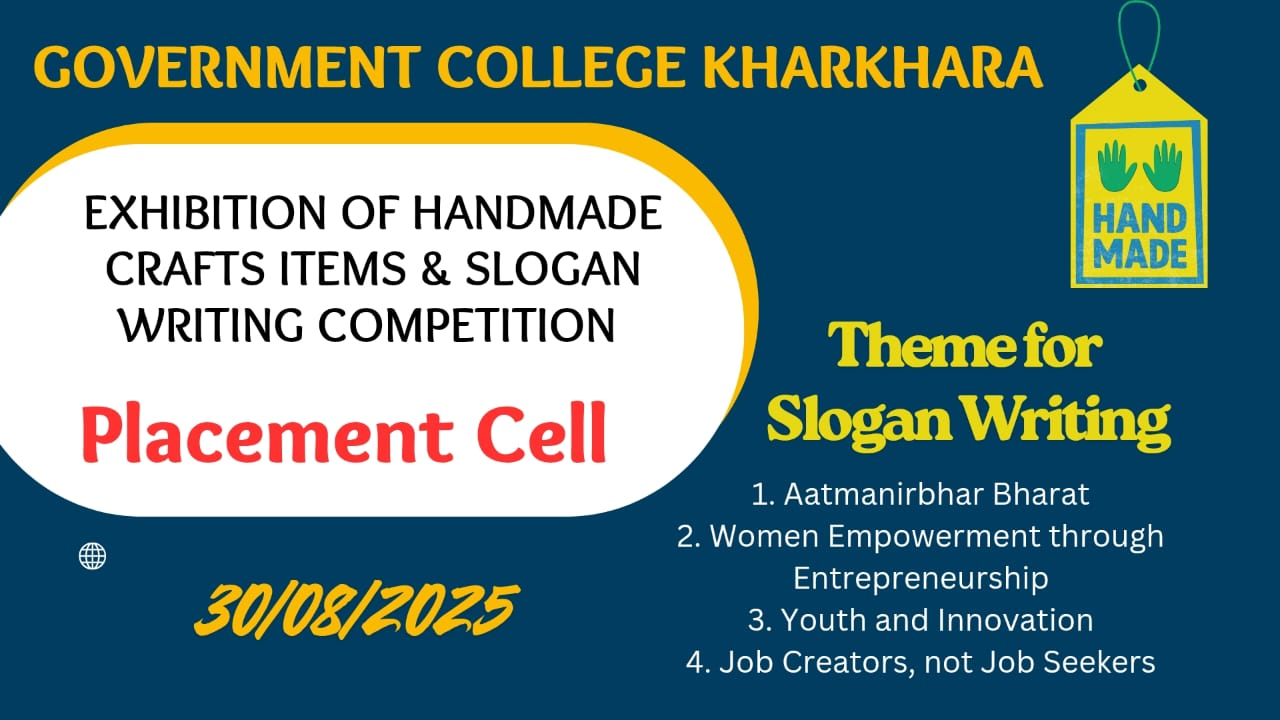 GOVERNMENT COLLEGE KHARKHARA
HAND
MADE
EXHIBITION OF HANDMADE
CRAFTS ITEMS & SLOGAN
WRITING COMPETITION
Placement Cell
30/08/2025
Theme for
Slogan Writing
1. Aatmanirbhar Bharat
2. Women Empowerment through
Entrepreneurship
3. Youth and Innovation
4. Job Creators, not Job Seekers